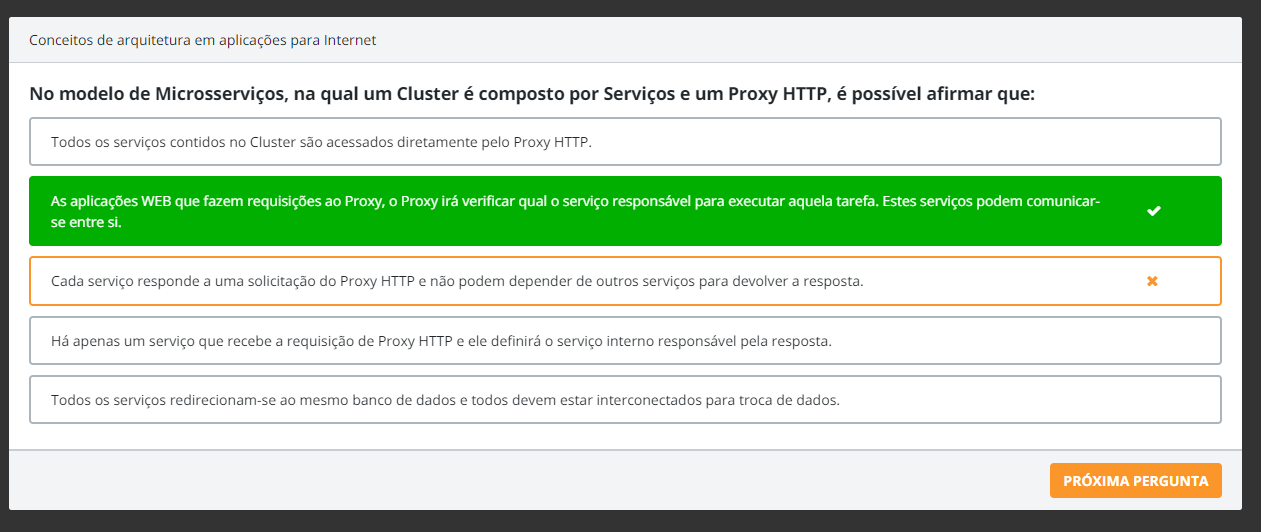 Conceitos de arquitetura em aplicações para Internet
No modelo de Microsserviços, na qual um Cluster é composto por Serviços e um Proxy HTTP, é possível afirmar que:
Todos os serviços contidos no Cluster são acessados diretamente pelo Proxy HTTP.
As aplicações WEB que fazem requisições ao Proxy, o Proxy irá verificar qual o serviço responsável para executar aquela tarefa. Estes serviços podem comunicar-
se entre si.
Cada serviço responde a uma solicitação do Proxy HTTP e não podem depender de outros serviços para devolver a resposta.
Há apenas um serviço que recebe a requisição de Proxy HTTP e ele definirá o serviço interno responsável pela resposta.
Todos os serviços redirecionam-se ao mesmo banco de dados e todos devem estar interconectados para troca de dados.
PRÓXIMA PERGUNTA